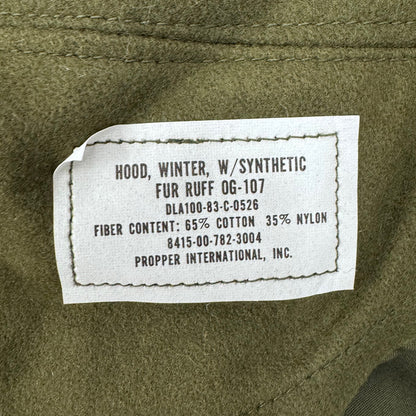 HOOD, WINTER, W/SYNTHETIC
FUR RUFF OG-107
DLA100-83-C-0526
FIBER CONTENT: 65% COTTON 35% NYLON
8415-00-782-3004
PROPPER INTERNATIONAL, INC.